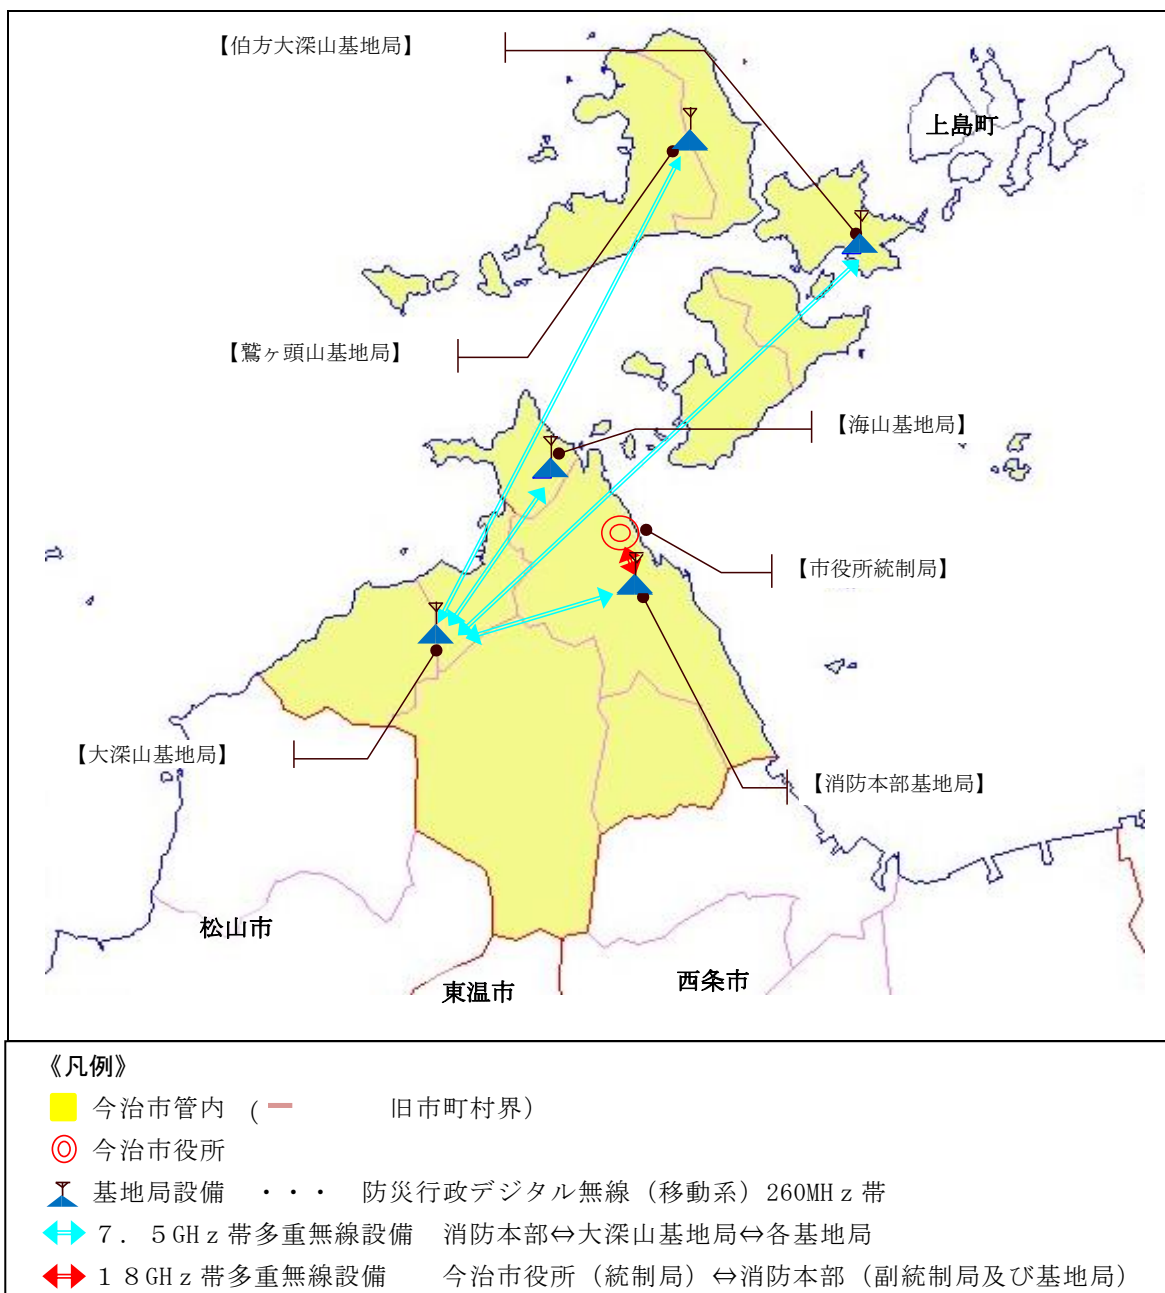 【伯方大深山基地局】
上島町
【鷲ヶ頭山基地局】
【海山基地局】
【市役所統制局】
【大深山基地局】
【消防本部基地局】
松山市
東温市
西条市
《凡例》
今治市管内 (ー 旧市町村界)
今治市役所
基地局設備 ・・・ 防災行政デジタル無線（移動系）260MHｚ帯
７．５GHｚ帯多重無線設備 消防本部⇔大深山基地局⇔各基地局
１８GHｚ帯多重無線設備 今治市役所（統制局）⇔消防本部（副統制局及び基地局）